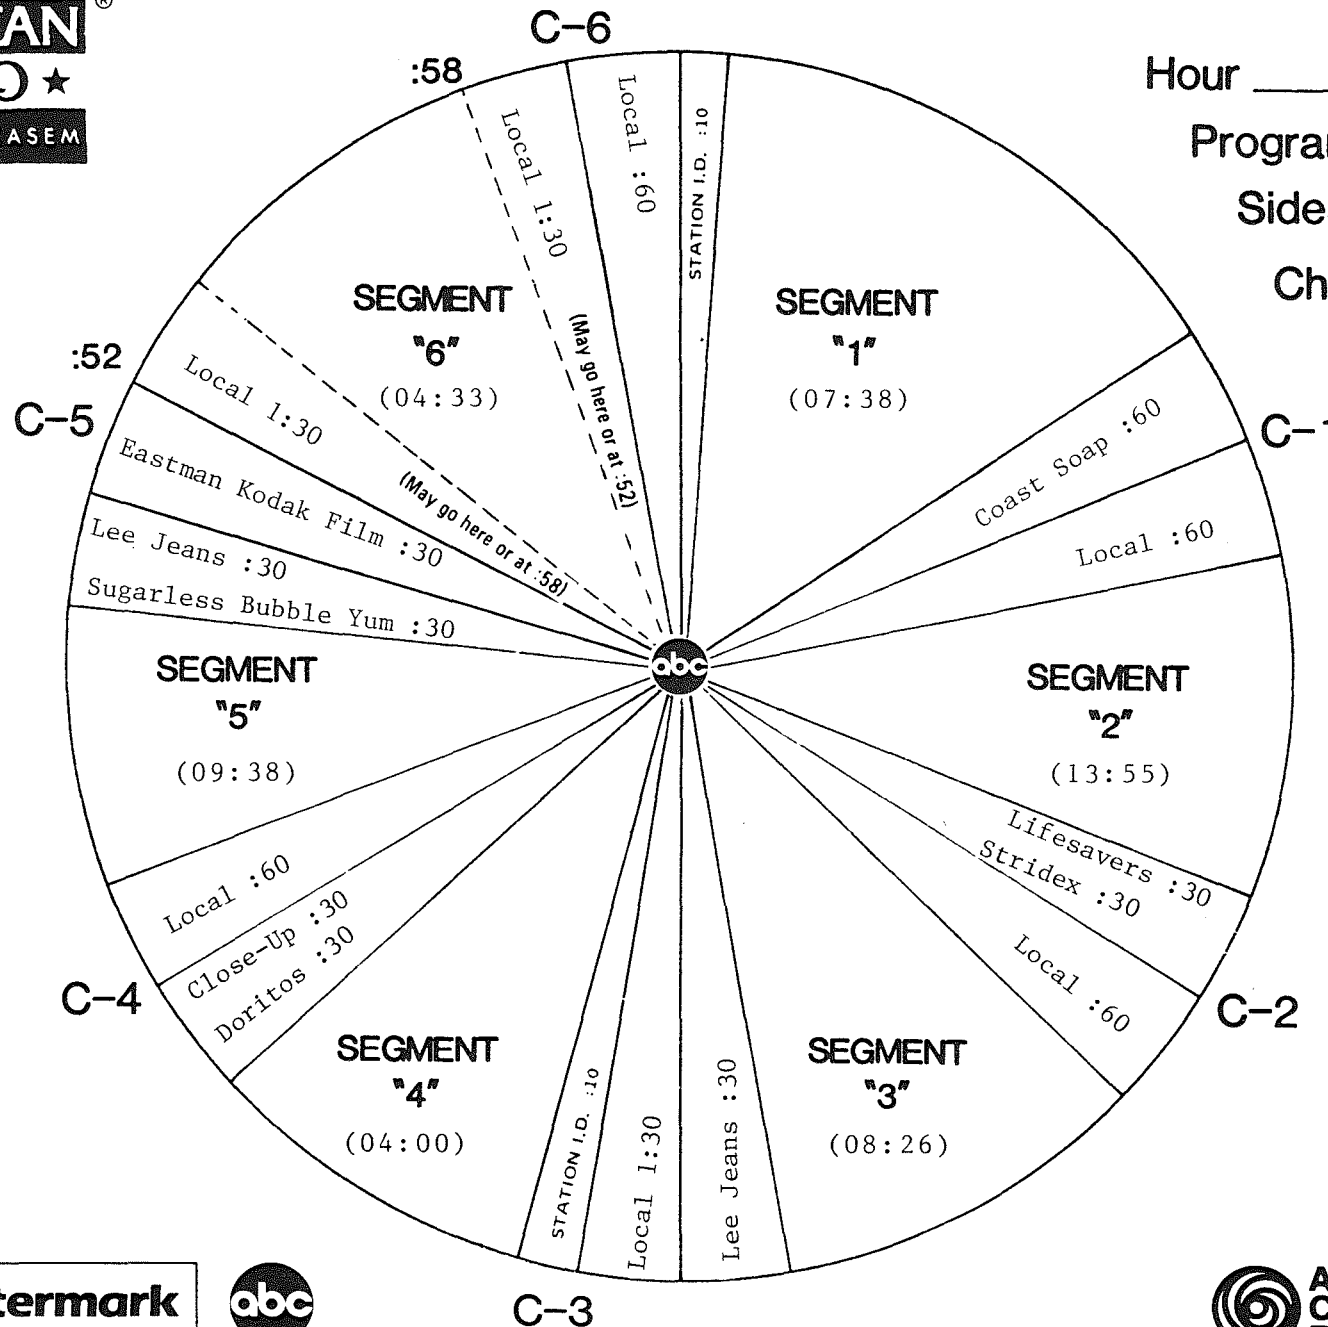 C-6
:58
Hour
Side
ASEM
Local 1:30
(May go here or at :52)
Local :60
STATION I.D. :10
SEGMENT
"1"
(07:38)
Coast Soap :60
C-1
Local :60
SEGMENT
"2"
(13:55)
Lifesavers :30
Stridex :30
C-2
Local :60
SEGMENT
"3"
(08:26)
Lee Jeans :30
C-3
Local 1:30
STATION I.D. :10
SEGMENT
"4"
(04:00)
Doritos :30
Close-Up :30
C-4
Local :60
SEGMENT
"5"
(09:38)
Sugarless Bubble Yum :30
Lee Jeans :30
Eastman Kodak Film :30
C-5
:52
Local 1:30
(May go here or at :58)
SEGMENT
"6"
(04:33)
abc
termark
abc